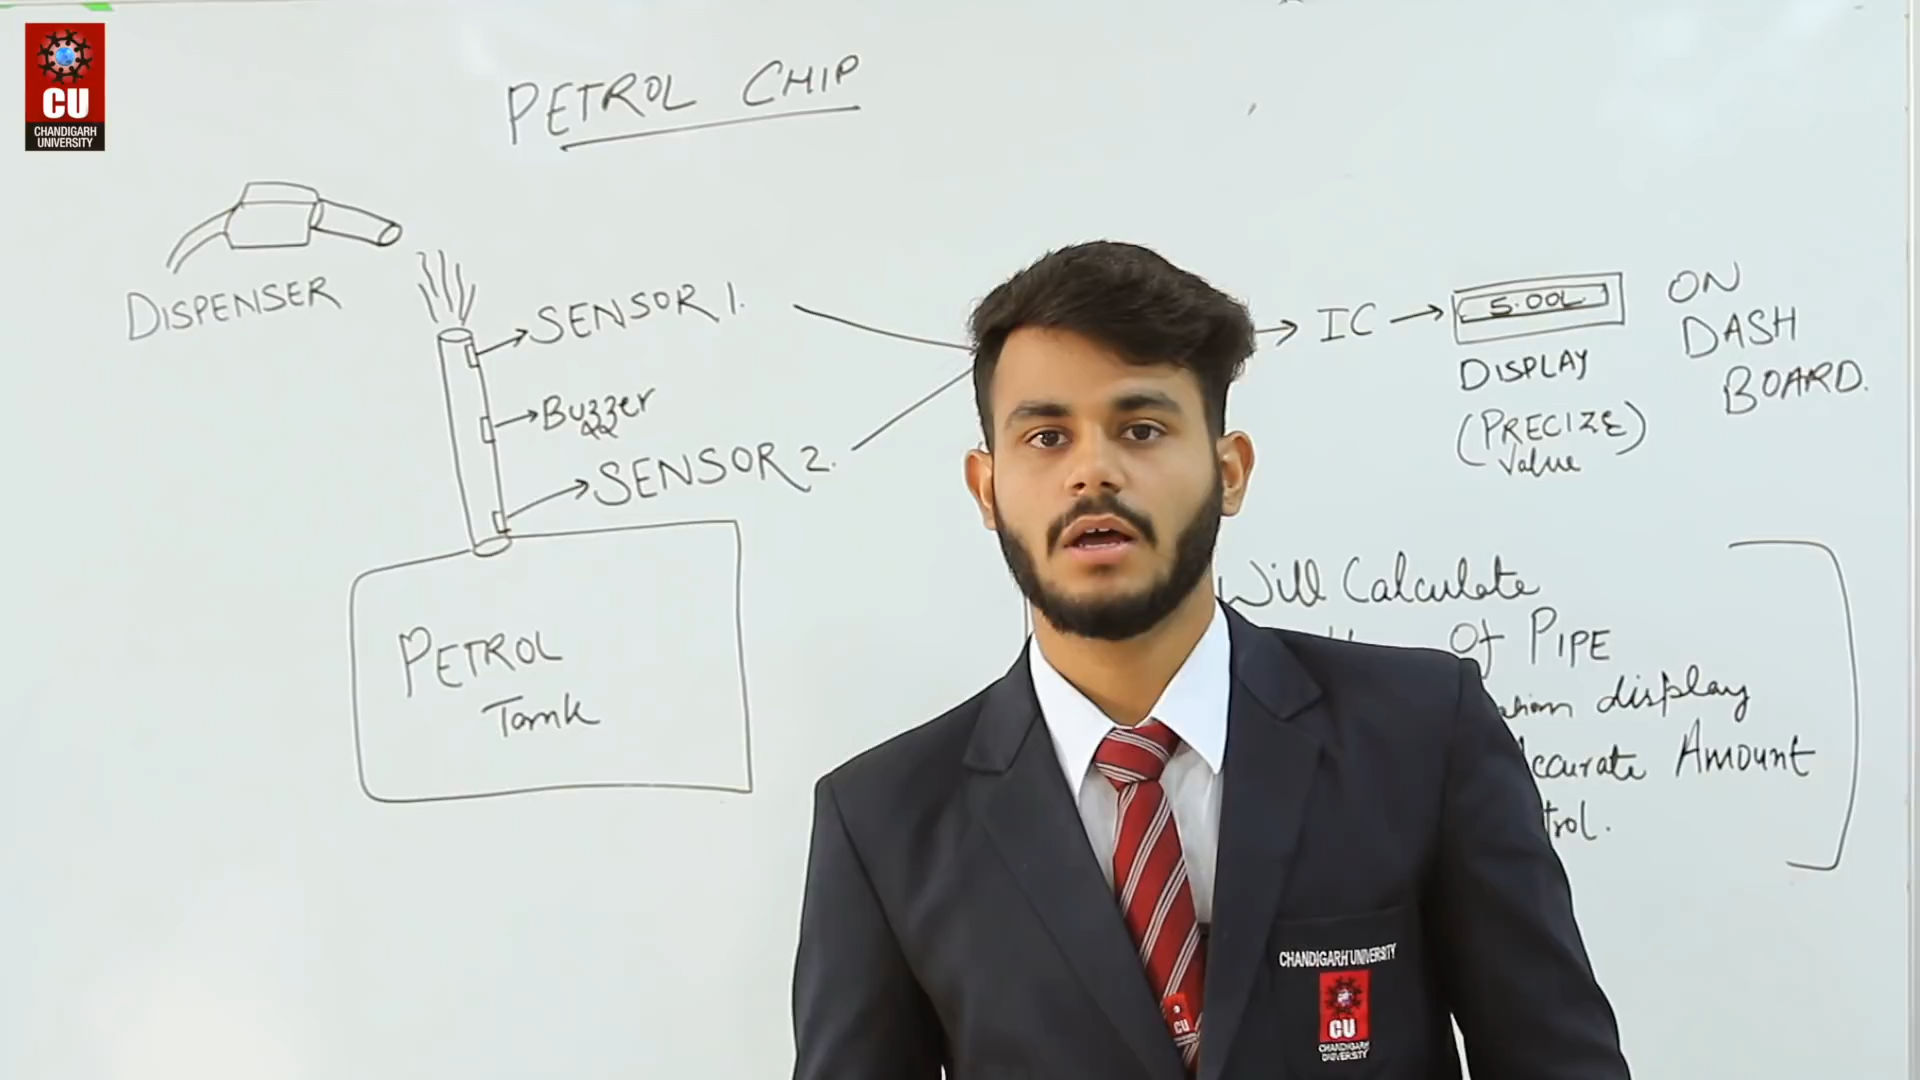 CU
CHANDIGARH
UNIVERSITY
PETROL CHIP
DISPENSER
SENSOR 1.
Buzzer
SENSOR 2.
PETROL
Tank
IC
5.00L
DISPLAY
(PRECIZE)
Value
ON
DASH
BOARD.
Will Calculate
Of PIPE
display
Amount
CHANDIGARH UNIVERSITY
CU
CHANDIGARH
UNIVERSITY
CU